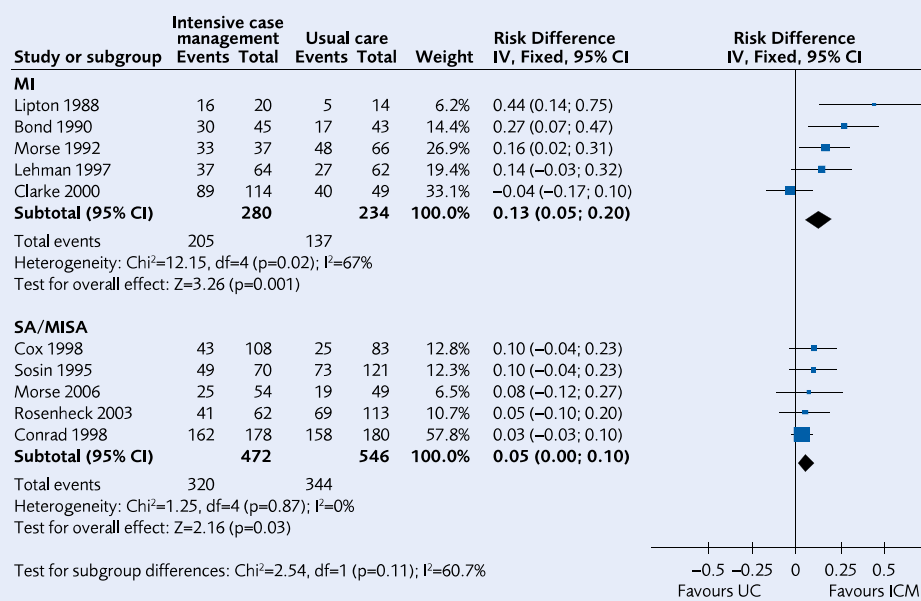 Intensive case management Usual care Risk Difference Risk Difference
Study or subgroup Events Total Events Total Weight IV, Fixed, 95% CI IV, Fixed, 95% CI
MI
Lipton 1988 16 20 5 14 6.2% 0.44 (0.14; 0.75)
Bond 1990 30 45 17 43 14.4% 0.27 (0.07; 0.47)
Morse 1992 33 37 48 66 26.9% 0.16 (0.02; 0.31)
Lehman 1997 37 64 27 62 19.4% 0.14 (–0.03; 0.32)
Clarke 2000 89 114 40 49 33.1% –0.04 (–0.17; 0.10)
Subtotal (95% CI) 280 234 100.0% 0.13 (0.05; 0.20)
Total events 205 137
Heterogeneity: Chi²=12.15, df=4 (p=0.02); I²=67%
Test for overall effect: Z=3.26 (p=0.001)
SA/MISA
Cox 1998 43 108 25 83 12.8% 0.10 (–0.04; 0.23)
Sosin 1995 49 70 73 121 12.3% 0.10 (–0.04; 0.23)
Morse 2006 25 54 19 49 6.5% 0.08 (–0.12; 0.27)
Rosenheck 2003 41 62 69 113 10.7% 0.05 (–0.10; 0.20)
Conrad 1998 162 178 158 180 57.8% 0.03 (–0.03; 0.10)
Subtotal (95% CI) 472 546 100.0% 0.05 (0.00; 0.10)
Total events 320 344
Heterogeneity: Chi²=1.25, df=4 (p=0.87); I²=0%
Test for overall effect: Z=2.16 (p=0.03)
Test for subgroup differences: Chi²=2.54, df=1 (p=0.11); I²=60.7%
–0.5 –0.25 0 0.25 0.5
Favours UC Favours ICM